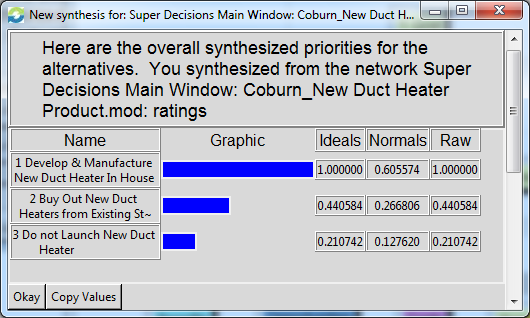 New synthesis for: Super Decisions Main Window: Coburn_New Duct H...
Here are the overall synthesized priorities for the
alternatives. You synthesized from the network Super
Decisions Main Window: Coburn_New Duct Heater
Product.mod: ratings
Name Graphic Ideals Normals Raw
1 Develop & Manufacture
New Duct Heater In House
1.000000 0.605574 1.000000
2 Buy Out New Duct
Heaters from Existing St~
0.440584 0.266806 0.440584
3 Do not Launch New Duct
Heater
0.210742 0.127620 0.210742
Okay Copy Values